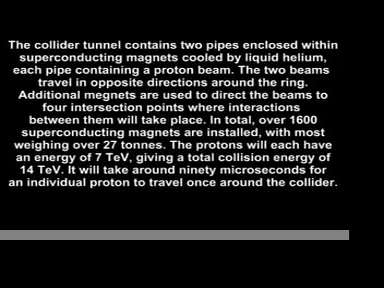 The collider tunnel contains two pipes enclosed within
superconducting magnets cooled by liquid helium,
each pipe containing a proton beam. The two beams
travel in opposite directions around the ring.
Additional megnets are used to direct the beams to
four intersection points where interactions
between them will take place. In total, over 1600
superconducting magnets are installed, with most
weighing over 27 tonnes. The protons will each have
an energy of 7 TeV, giving a total collision energy of
14 TeV. It will take around ninety microseconds for
an individual proton to travel once around the collider.